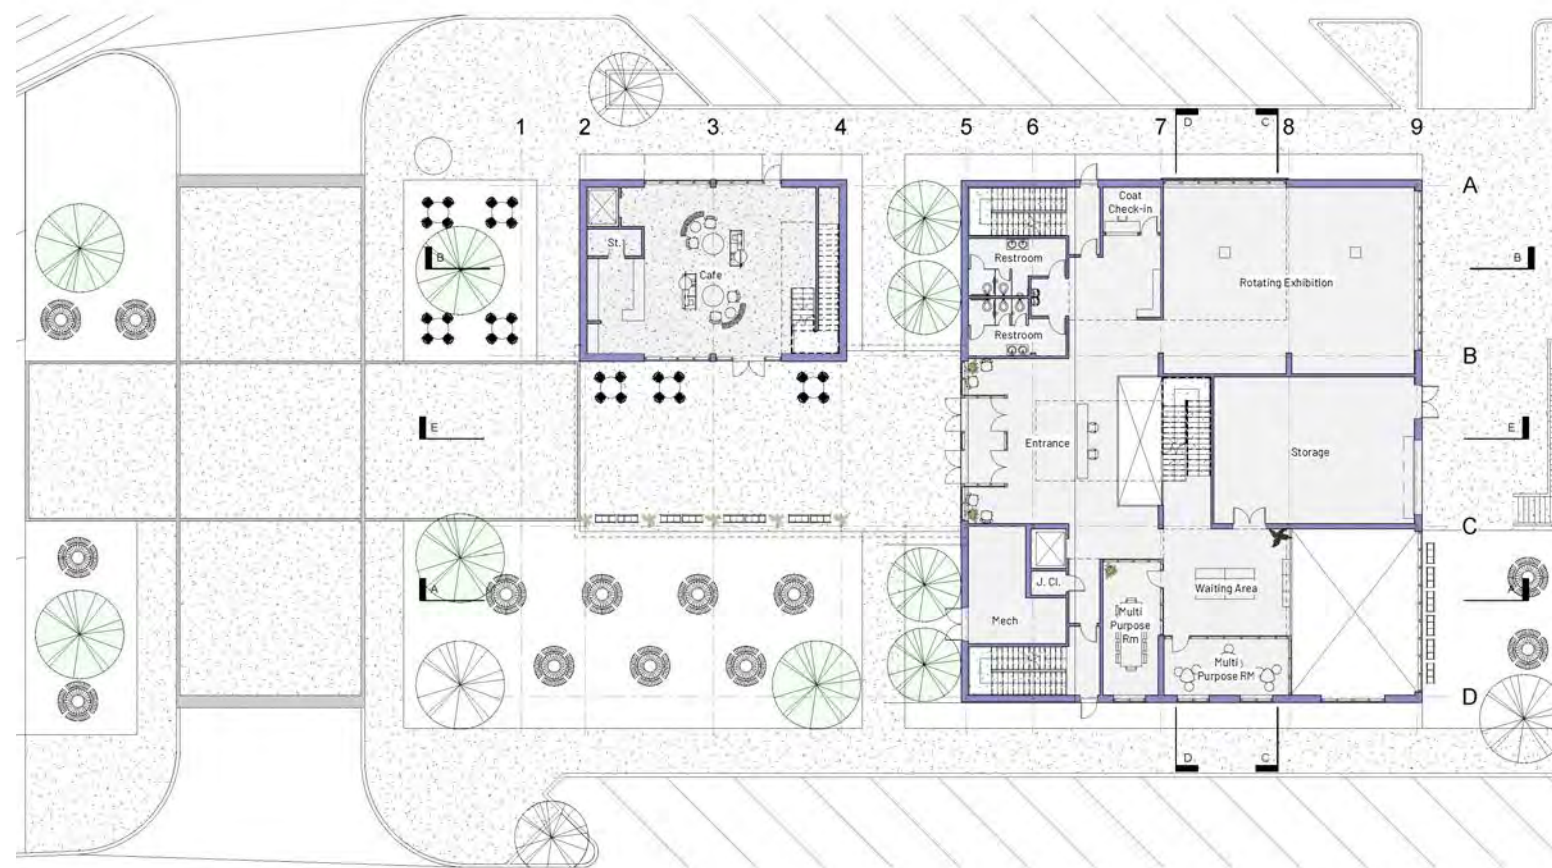 D
C
1
2
3
4
5
6
7
8
9
A
Coat
Check-in
St.
Restroom
B
B
Cafe
Rotating Exhibition
Restroom
B
E
E
Entrance
Storage
C
A
J. Cl.
Waiting Area
A
Mech
Multi
Purpose
Rm
Multi
Purpose RM
D
D
C